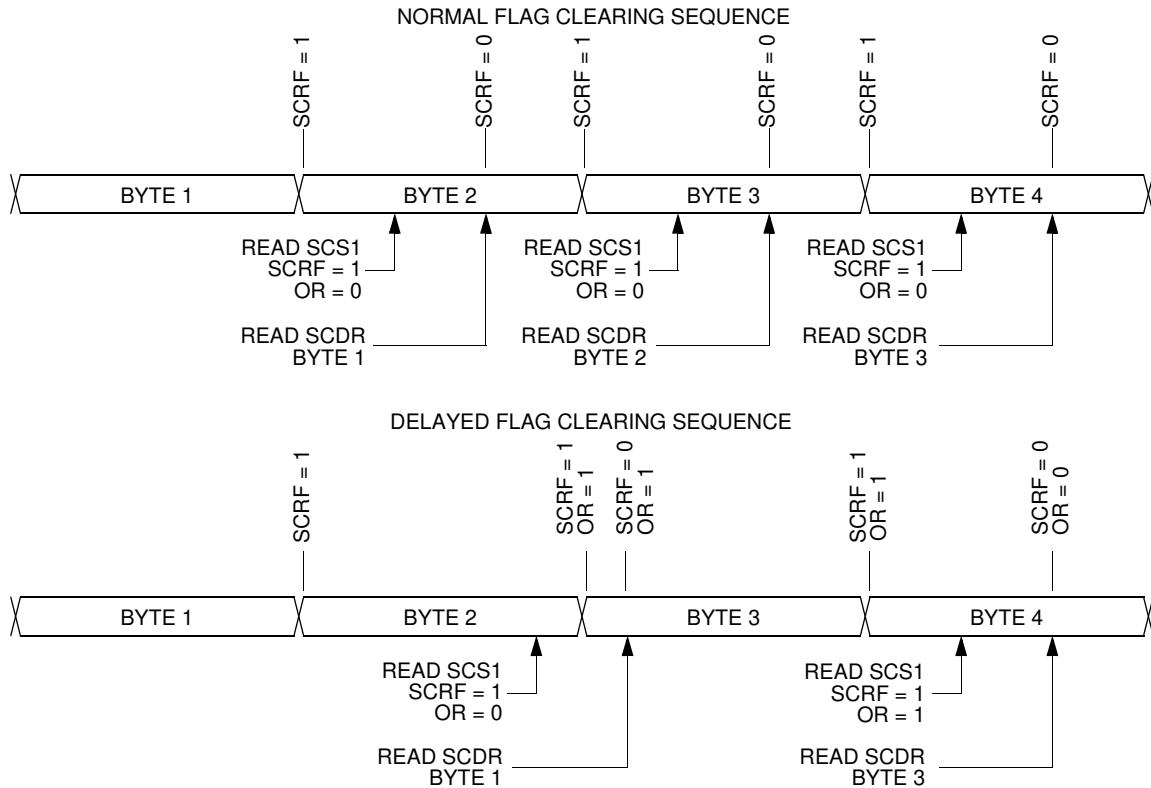 NORMAL FLAG CLEARING SEQUENCE
SCRF = 1
SCRF = 0
SCRF = 1
SCRF = 0
SCRF = 1
SCRF = 0
BYTE 1
BYTE 2
BYTE 3
BYTE 4
READ SCS1
SCRF = 1
OR = 0
READ SCS1
SCRF = 1
OR = 0
READ SCS1
SCRF = 1
OR = 0
READ SCDR
BYTE 1
READ SCDR
BYTE 2
READ SCDR
BYTE 3
DELAYED FLAG CLEARING SEQUENCE
SCRF = 1
SCRF = 1
OR = 1
SCRF = 0
OR = 1
SCRF = 1
OR = 1
SCRF = 0
OR = 0
BYTE 1
BYTE 2
BYTE 3
BYTE 4
READ SCS1
SCRF = 1
OR = 0
READ SCS1
SCRF = 1
OR = 1
READ SCDR
BYTE 1
READ SCDR
BYTE 3